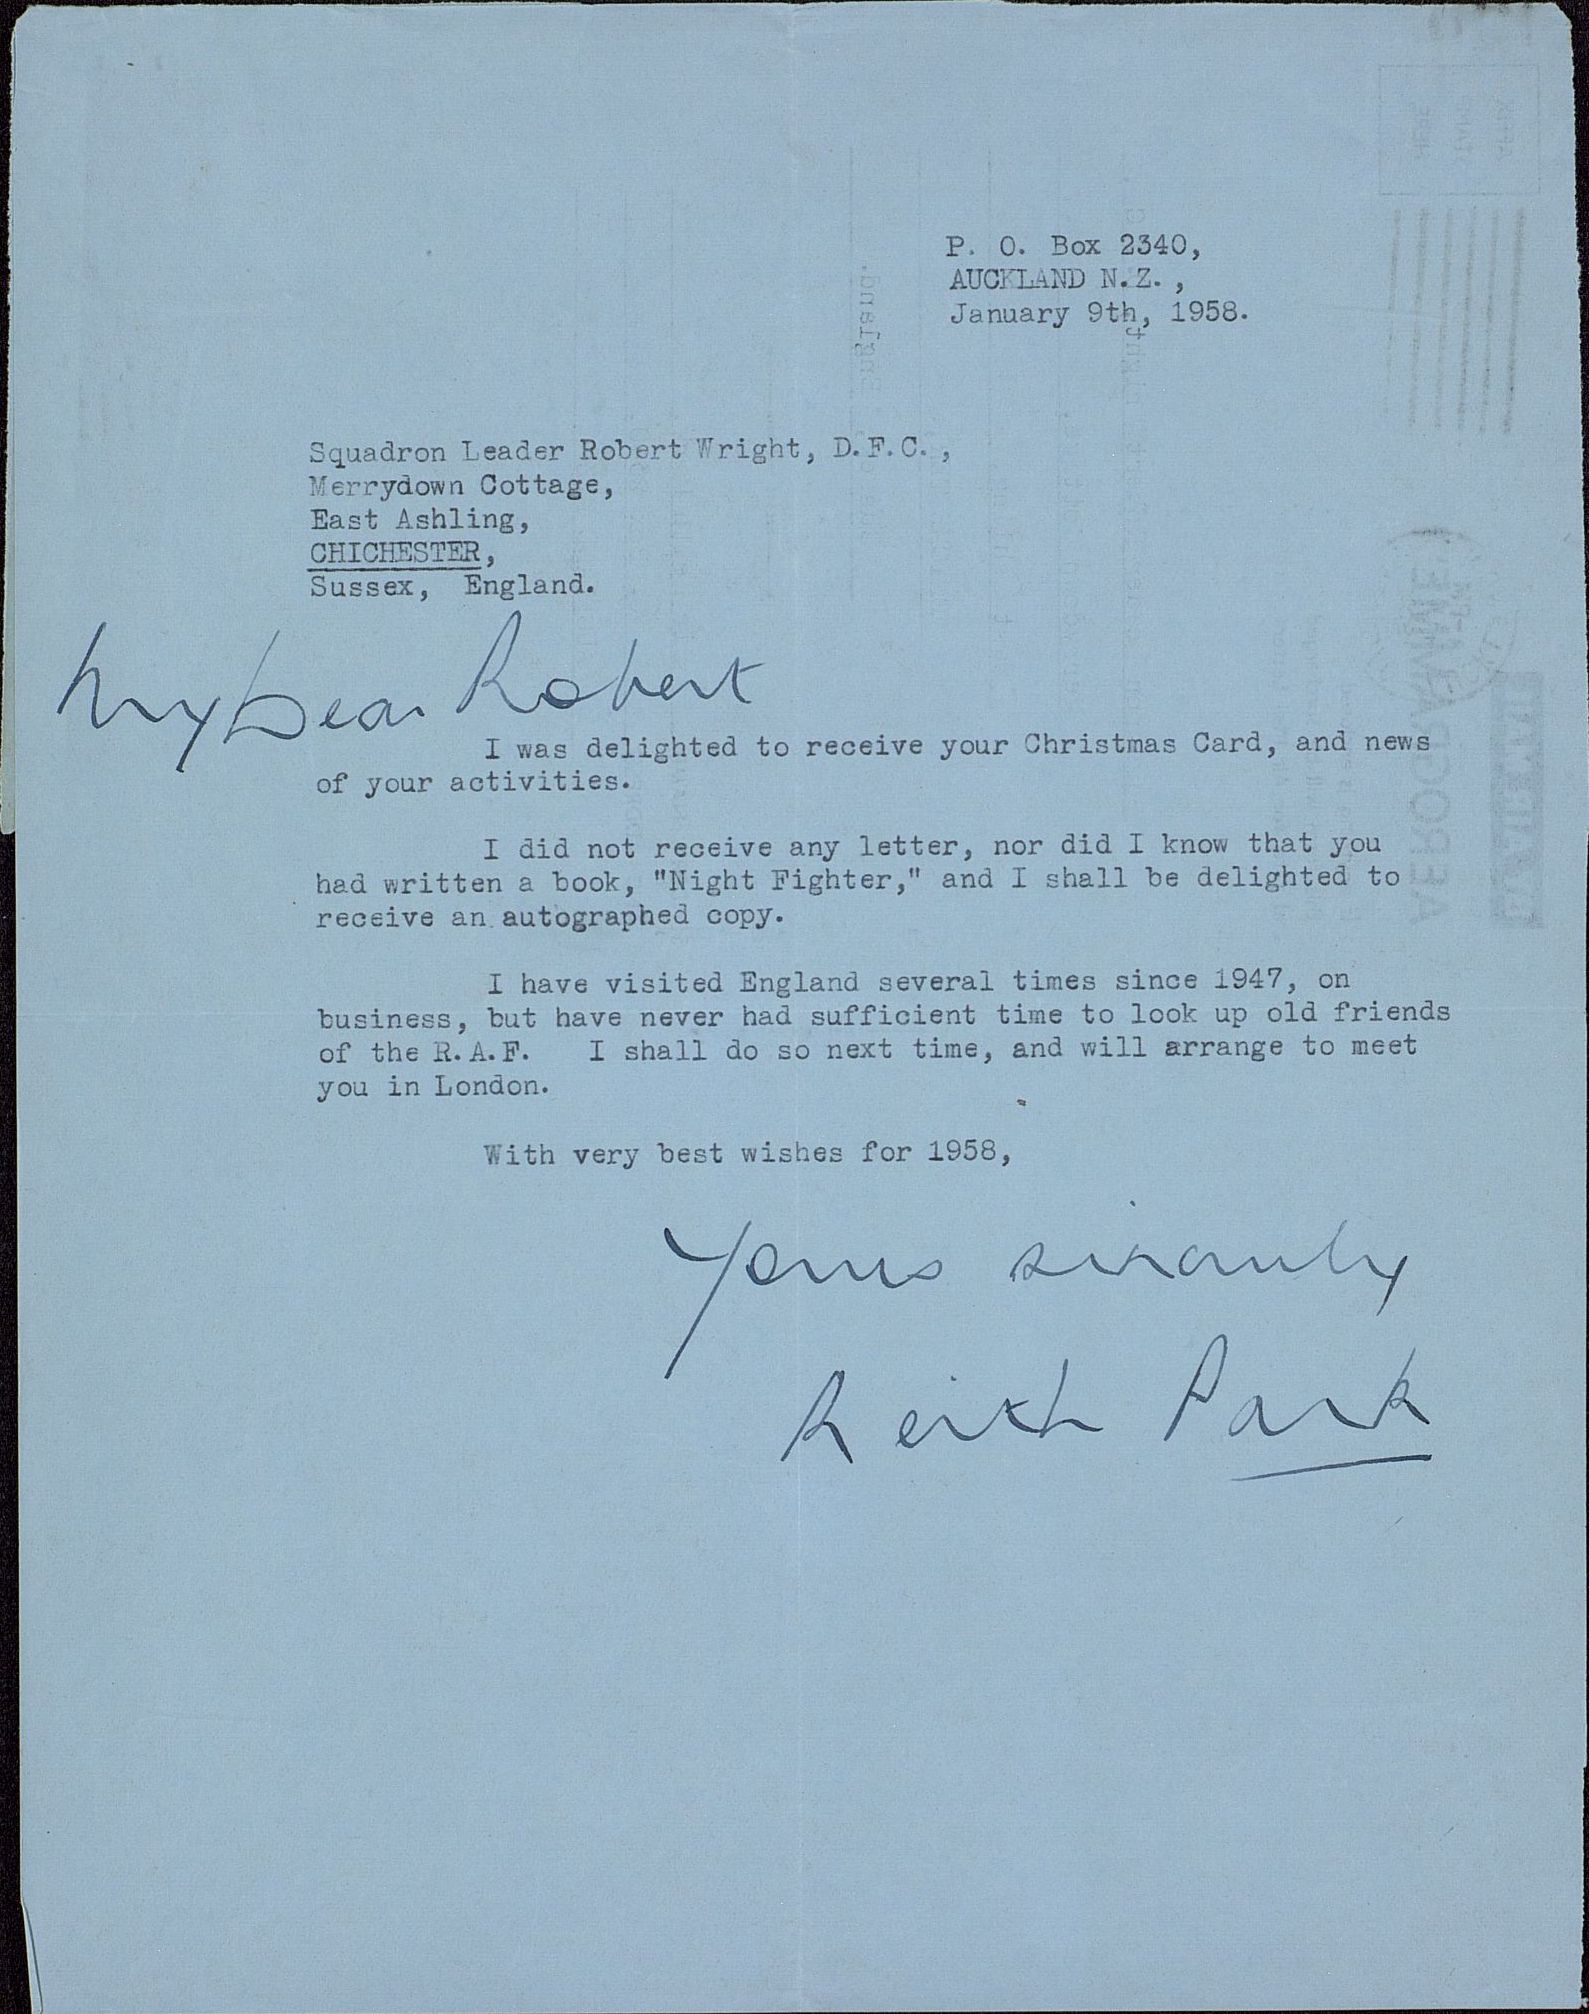 P. O. Box 2340,
AUCKLAND N.Z. ,
January 9th, 1958.
Squadron Leader Robert Wright, D.F.C.,
Merrydown Cottage,
East Ashling,
CHICHESTER,
Sussex, England.
My Dear Robert
I was delighted to receive your Christmas Card, and news
of your activities.
I did not receive any letter, nor did I know that you
had written a book, "Night Fighter," and I shall be delighted to
receive an autographed copy.
I have visited England several times since 1947, on
business, but have never had sufficient time to look up old friends
of the R.A.F. I shall do so next time, and will arrange to meet
you in London.
With very best wishes for 1958,
Yours sincerely
Keith Park